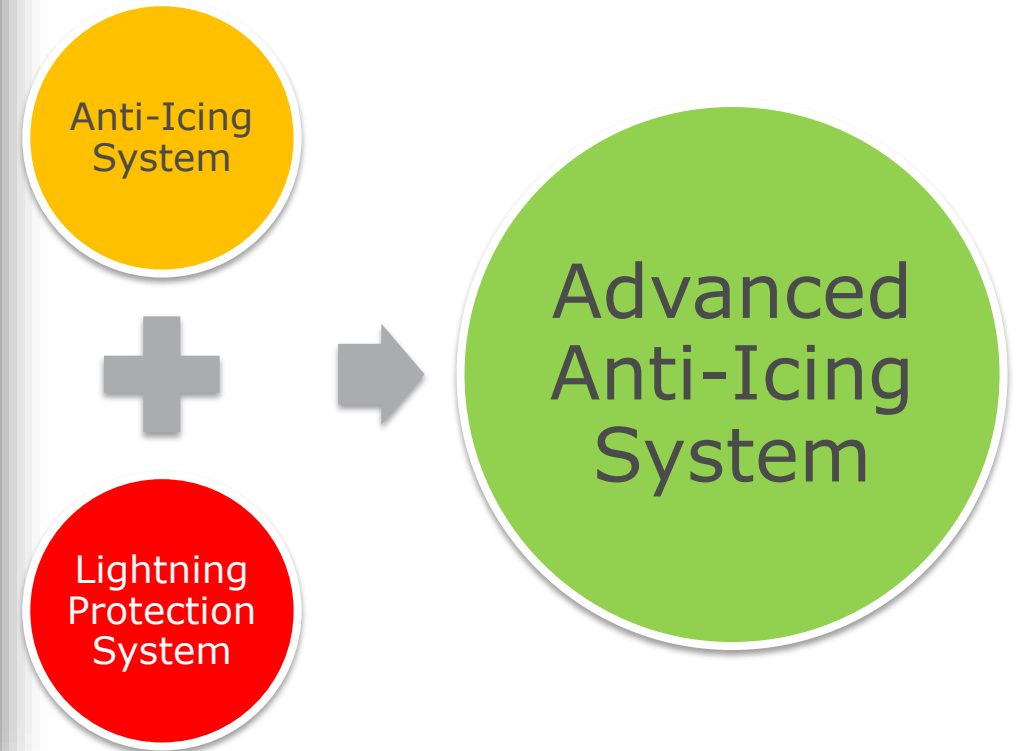 Anti-Icing
System
Lightning
Protection
System
Advanced
Anti-Icing
System